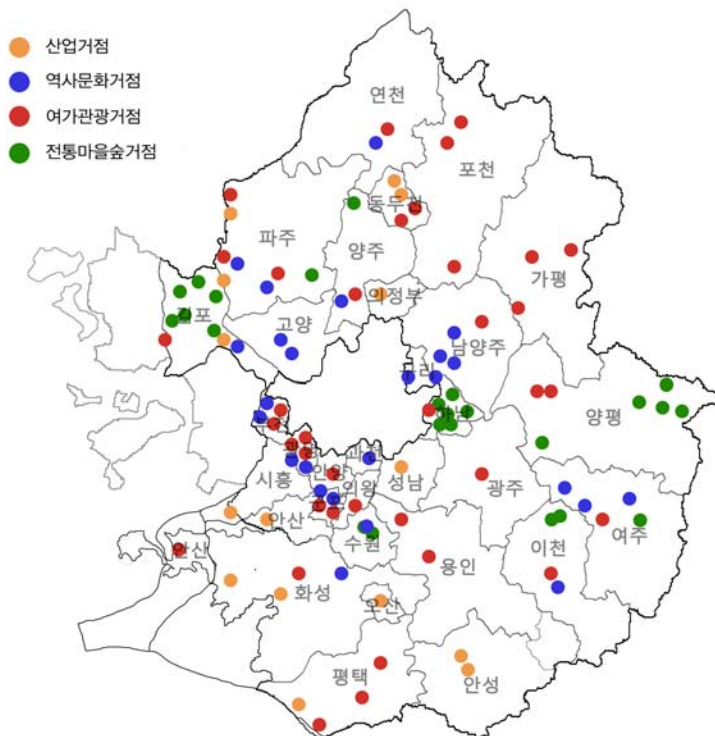 산업거점
역사문화거점
여가관광거점
전통마을숲거점
연천
포천
동두천
파주
양주
가평
의정부
김포
고양
남양주
구리
하남
양평
부천
광명
과천
시흥
안양
의왕
성남
광주
군포
안산
수원
이천
여주
안산
용인
화성
오산
평택
안성